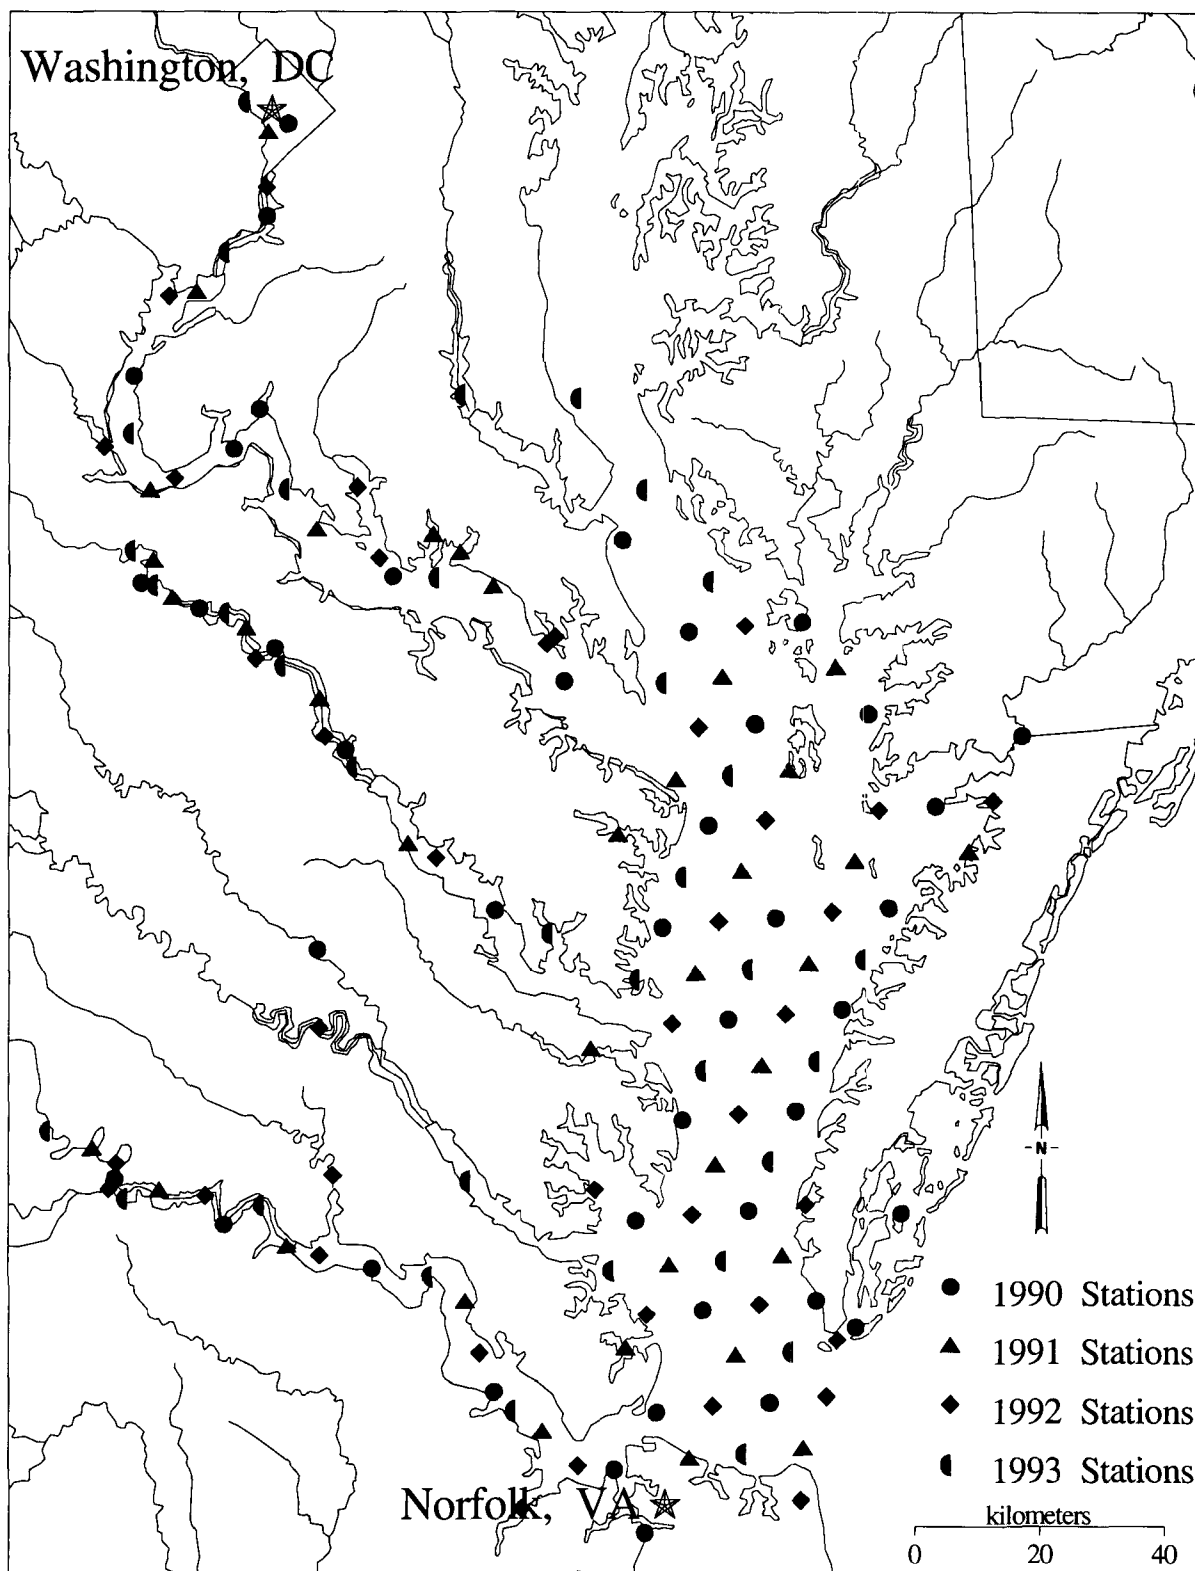 Washington, DC
N
1990 Stations
1991 Stations
1992 Stations
1993 Stations
Norfolk, VA
kilometers
0 20 40